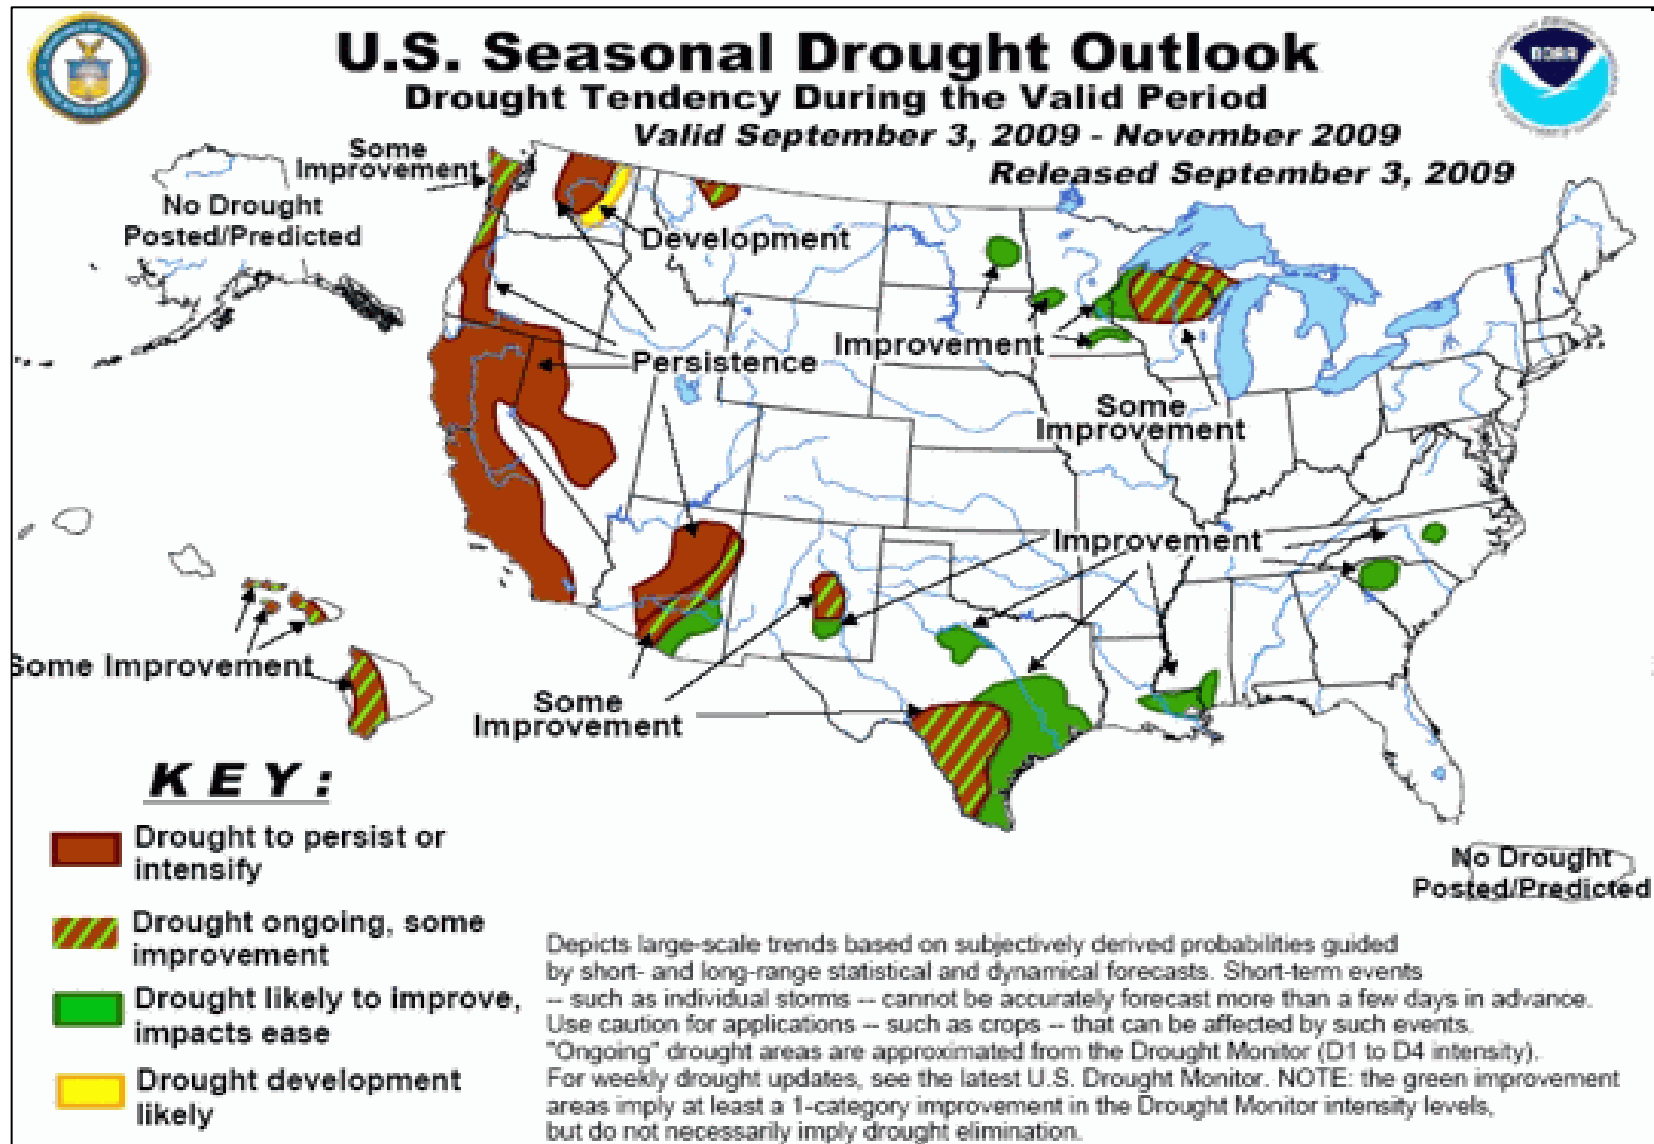 U.S. Seasonal Drought Outlook
Drought Tendency During the Valid Period
Valid September 3, 2009 - November 2009
Released September 3, 2009
NOAA
Some
Improvement
No Drought
Posted/Predicted
Development
Improvement
Persistence
Some
Improvement
Improvement
Some Improvement
Some
Improvement
KEY:
Drought to persist or
intensify
Drought ongoing, some
improvement
Drought likely to improve,
impacts ease
Drought development
likely
No Drought
Posted/Predicted
Depicts large-scale trends based on subjectively derived probabilities guided
by short- and long-range statistical and dynamical forecasts. Short-term events
-- such as individual storms -- cannot be accurately forecast more than a few days in advance.
Use caution for applications -- such as crops -- that can be affected by such events.
"Ongoing" drought areas are approximated from the Drought Monitor (D1 to D4 intensity).
For weekly drought updates, see the latest U.S. Drought Monitor. NOTE: the green improvement
areas imply at least a 1-category improvement in the Drought Monitor intensity levels,
but do not necessarily imply drought elimination.